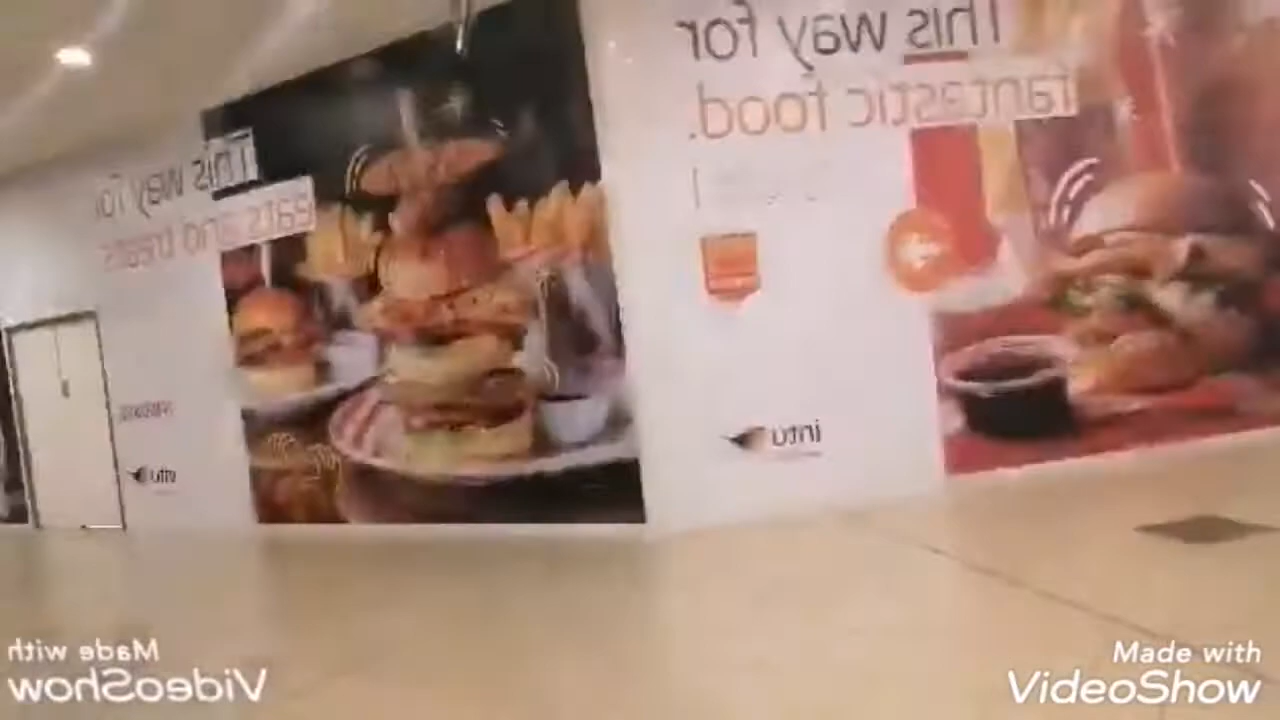 This way for
fantastic food.
This way for
eats and treats
intu
intu
Made with
VideoShow
Made with
VideoShow